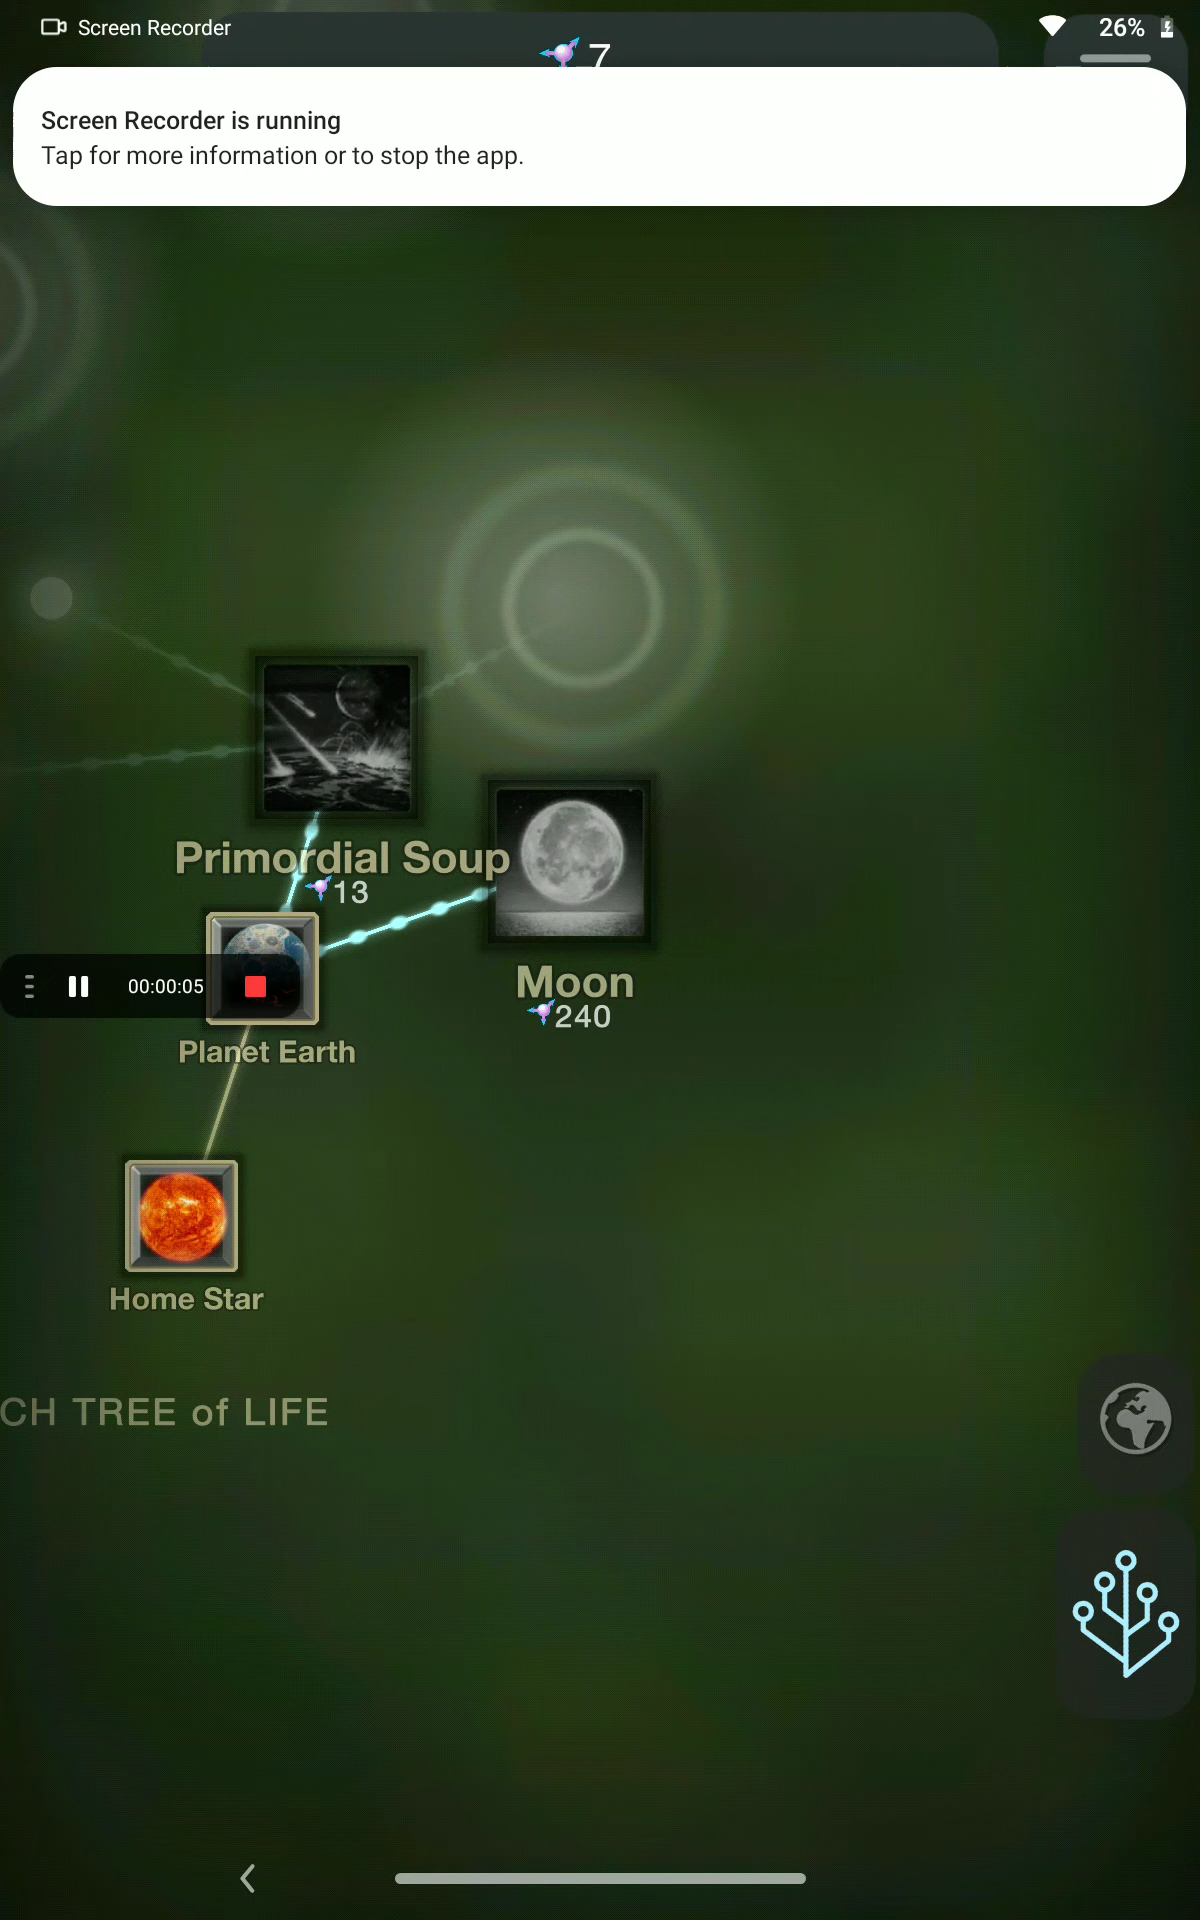 Screen Recorder
26%
7
Screen Recorder is running
Tap for more information or to stop the app.
Primordial Soup
13
Moon
240
00:00:05
Planet Earth
Home Star
CH TREE of LIFE